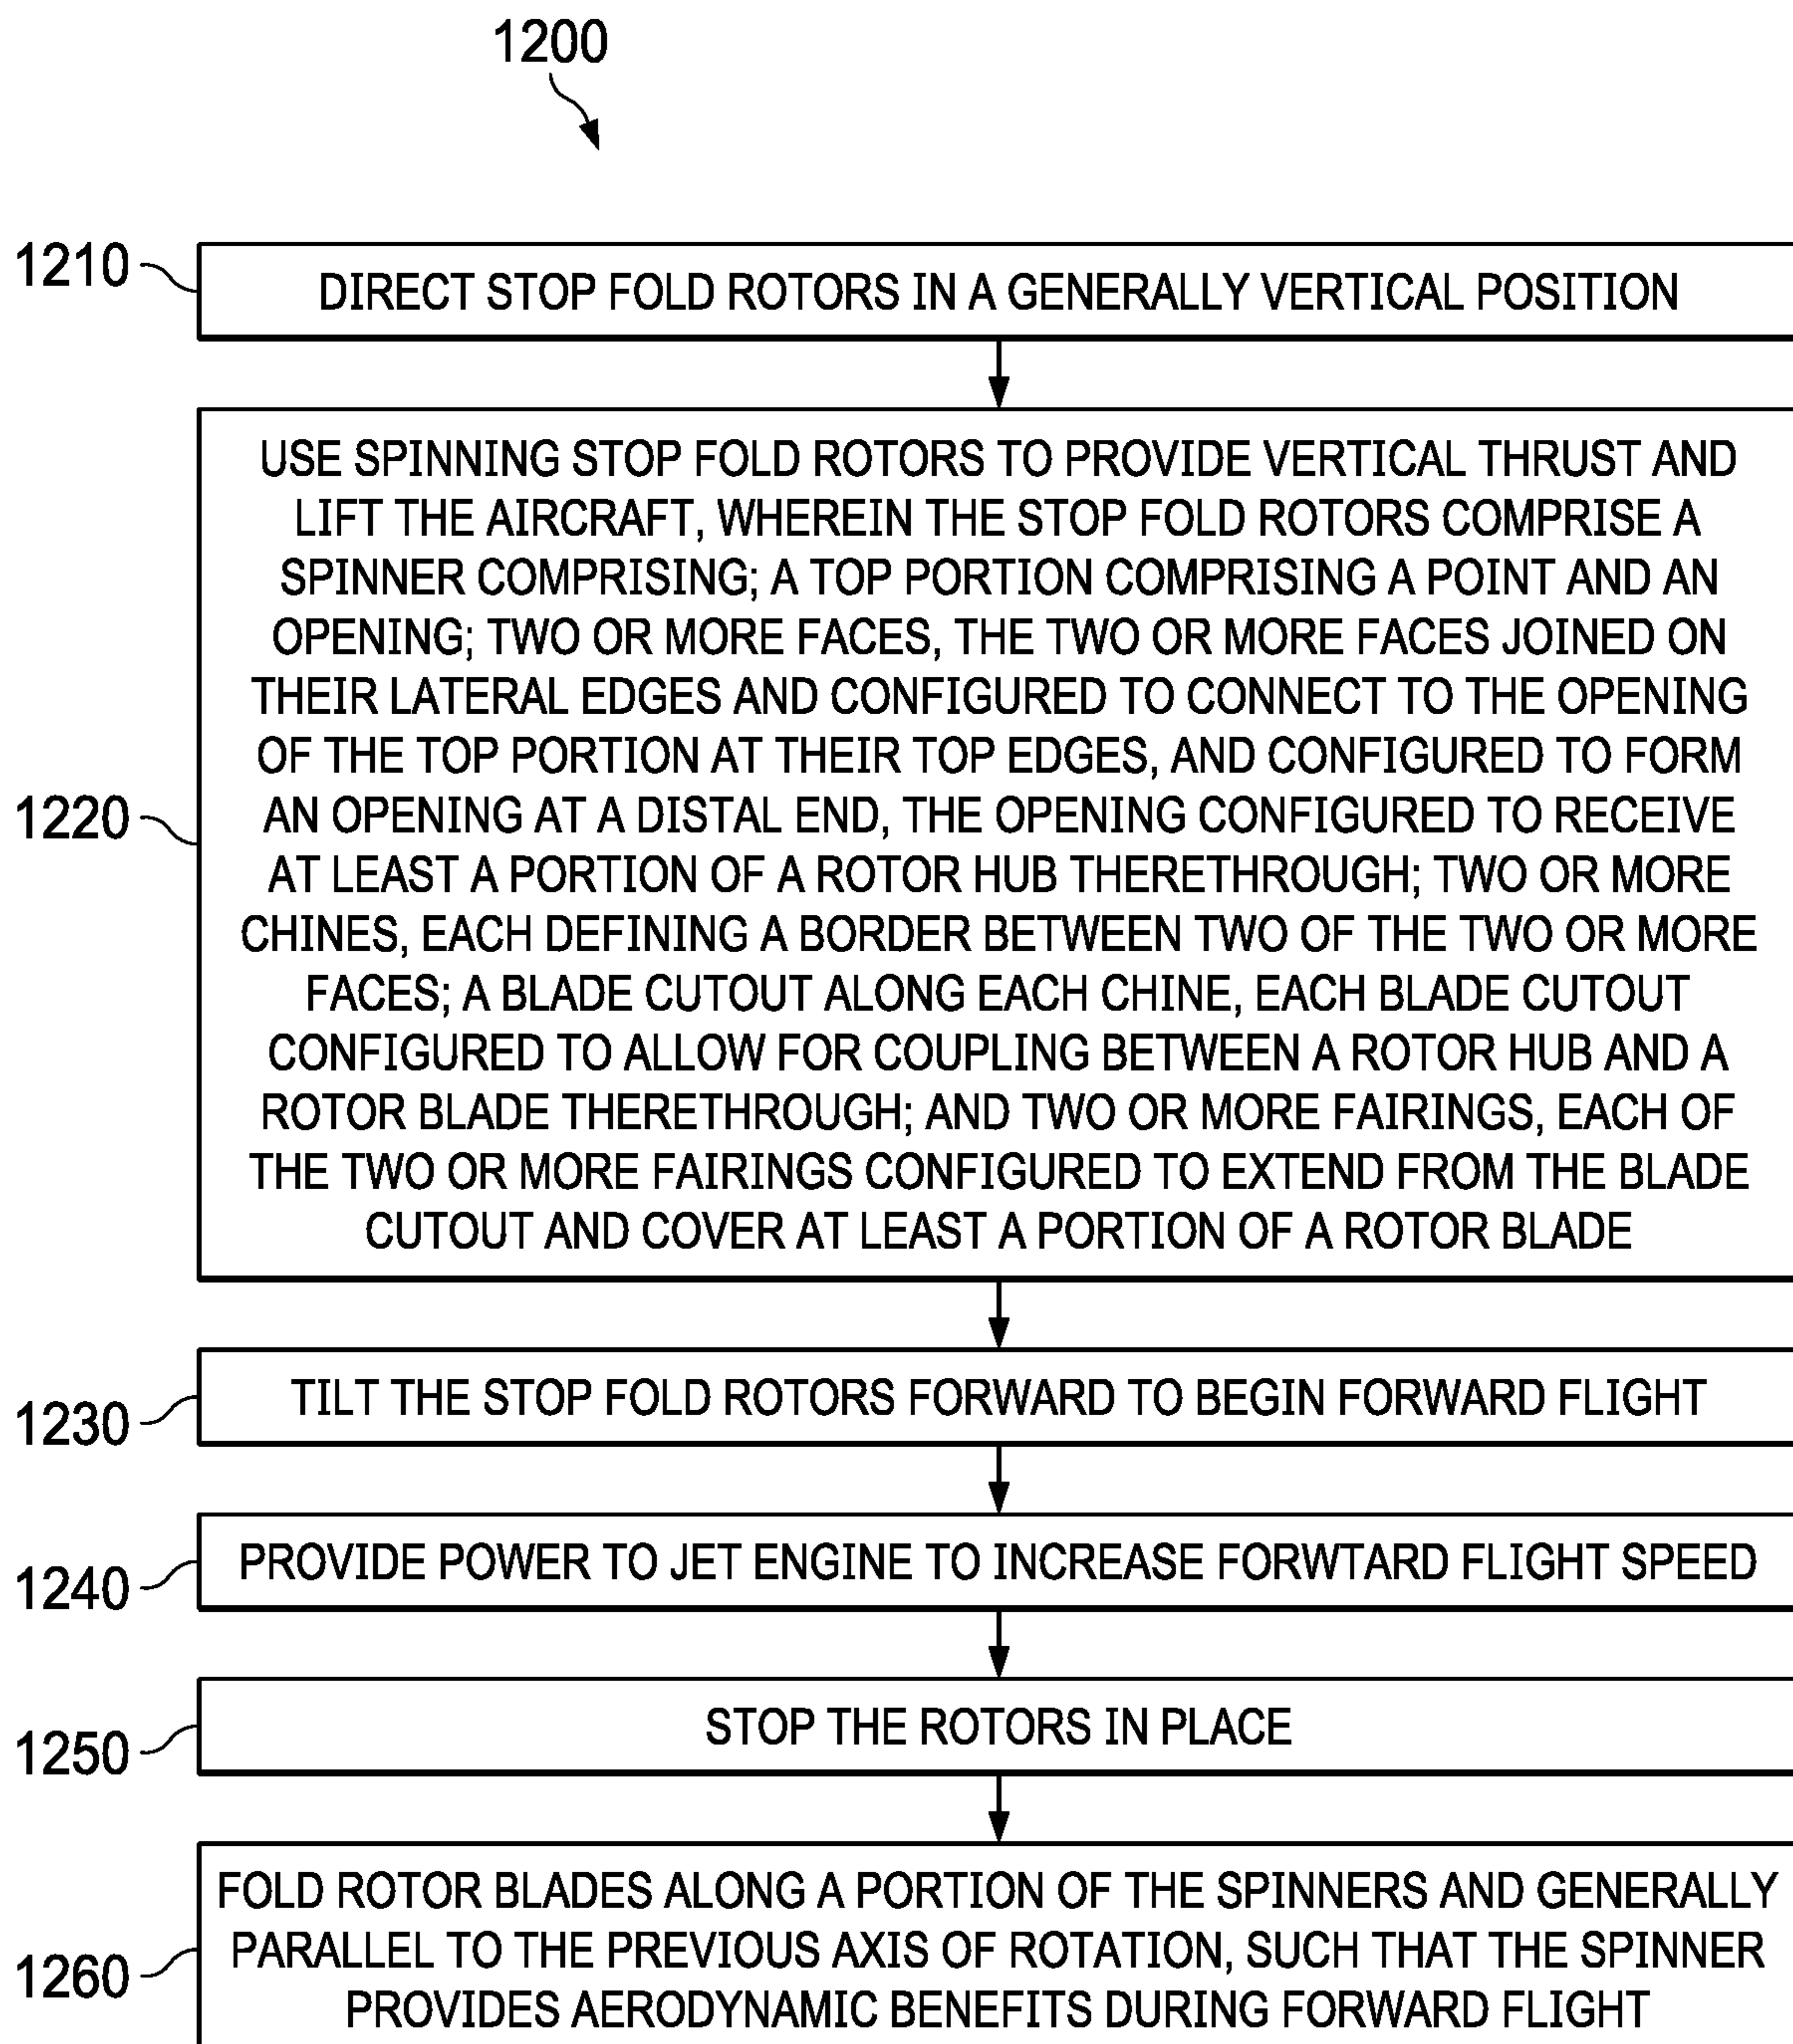 1200
1210
DIRECT STOP FOLD ROTORS IN A GENERALLY VERTICAL POSITION
1220
USE SPINNING STOP FOLD ROTORS TO PROVIDE VERTICAL THRUST AND
LIFT THE AIRCRAFT, WHEREIN THE STOP FOLD ROTORS COMPRISE A
SPINNER COMPRISING; A TOP PORTION COMPRISING A POINT AND AN
OPENING; TWO OR MORE FACES, THE TWO OR MORE FACES JOINED ON
THEIR LATERAL EDGES AND CONFIGURED TO CONNECT TO THE OPENING
OF THE TOP PORTION AT THEIR TOP EDGES, AND CONFIGURED TO FORM
AN OPENING AT A DISTAL END, THE OPENING CONFIGURED TO RECEIVE
AT LEAST A PORTION OF A ROTOR HUB THERETHROUGH; TWO OR MORE
CHINES, EACH DEFINING A BORDER BETWEEN TWO OF THE TWO OR MORE
FACES; A BLADE CUTOUT ALONG EACH CHINE, EACH BLADE CUTOUT
CONFIGURED TO ALLOW FOR COUPLING BETWEEN A ROTOR HUB AND A
ROTOR BLADE THERETHROUGH; AND TWO OR MORE FAIRINGS, EACH OF
THE TWO OR MORE FAIRINGS CONFIGURED TO EXTEND FROM THE BLADE
CUTOUT AND COVER AT LEAST A PORTION OF A ROTOR BLADE
1230
TILT THE STOP FOLD ROTORS FORWARD TO BEGIN FORWARD FLIGHT
1240
PROVIDE POWER TO JET ENGINE TO INCREASE FORWTARD FLIGHT SPEED
1250
STOP THE ROTORS IN PLACE
1260
FOLD ROTOR BLADES ALONG A PORTION OF THE SPINNERS AND GENERALLY
PARALLEL TO THE PREVIOUS AXIS OF ROTATION, SUCH THAT THE SPINNER
PROVIDES AERODYNAMIC BENEFITS DURING FORWARD FLIGHT